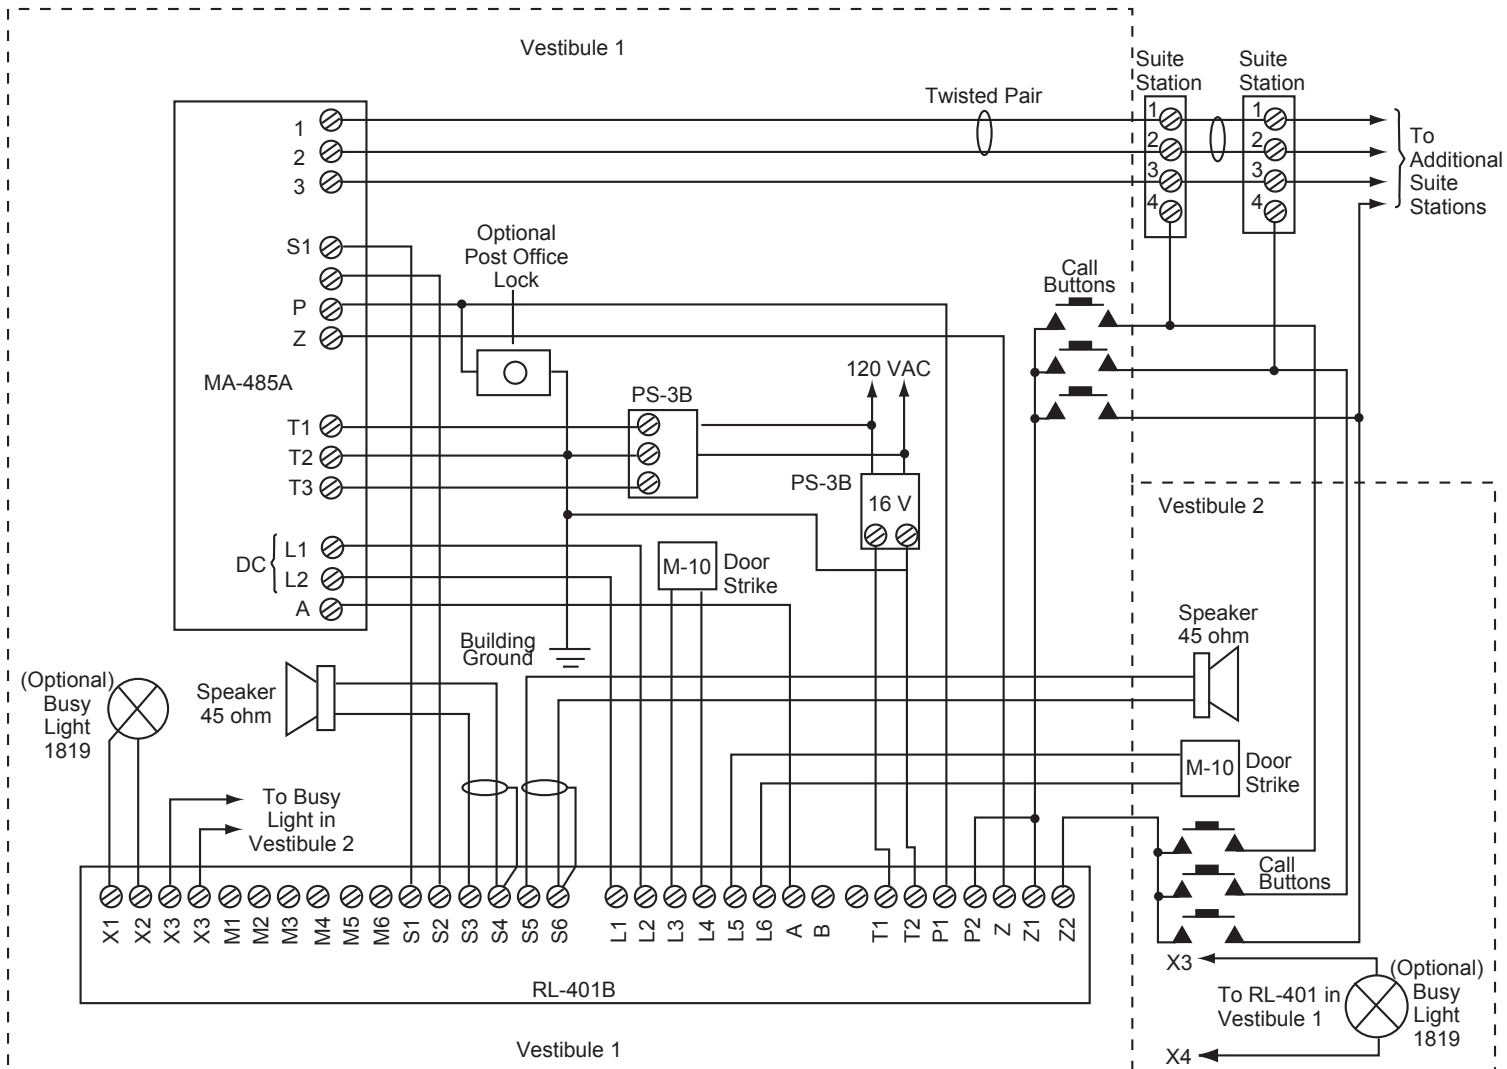 Vestibule 1
Suite
Station
Suite
Station
Twisted Pair
1
2
3
1
2
3
4
1
2
3
4
To
Additional
Suite
Stations
S1
P
Z
MA-485A
Optional
Post Office
Lock
Call
Buttons
120 VAC
PS-3B
T1
T2
T3
PS-3B
16 V
Vestibule 2
DC
L1
L2
A
M-10
Door
Strike
Building
Ground
Speaker
45 ohm
(Optional)
Busy
Light
1819
Speaker
45 ohm
M-10
Door
Strike
To Busy
Light in
Vestibule 2
Call
Buttons
X1
X2
X3
X3
M1
M2
M3
M4
M5
M6
S1
S2
S3
S4
S5
S6
L1
L2
L3
L4
L5
L6
A
B
T1
T2
P1
P2
Z
Z1
Z2
RL-401B
X3
To RL-401 in
Vestibule 1
X4
(Optional)
Busy
Light
1819
Vestibule 1